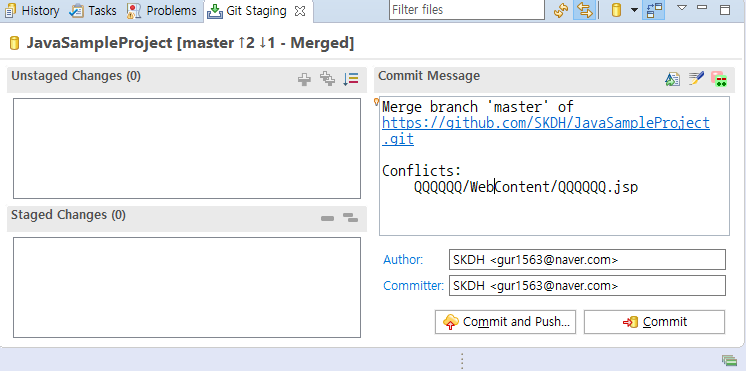 History Tasks Problems Git Staging Filter files
JavaSampleProject [master ↑2 ↓1 - Merged]
Unstaged Changes (0)
Staged Changes (0)
Commit Message
Merge branch 'master' of
https://github.com/SKDH/JavaSampleProject
.git
Conflicts:
QQQQQQ/WebContent/QQQQQQ.jsp
Author: SKDH <gur1563@naver.com>
Committer: SKDH <gur1563@naver.com>
Commit and Push... Commit